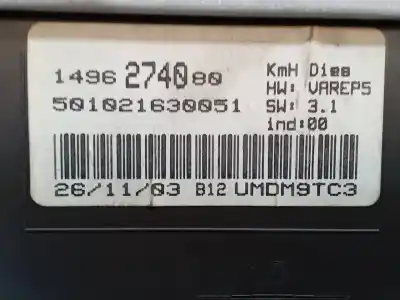 1496 2740 80
501021630051
KmH Dies
HW: VAREP5
SW: 3.1
ind:00
26/11/03 B12 UMDM9TC3